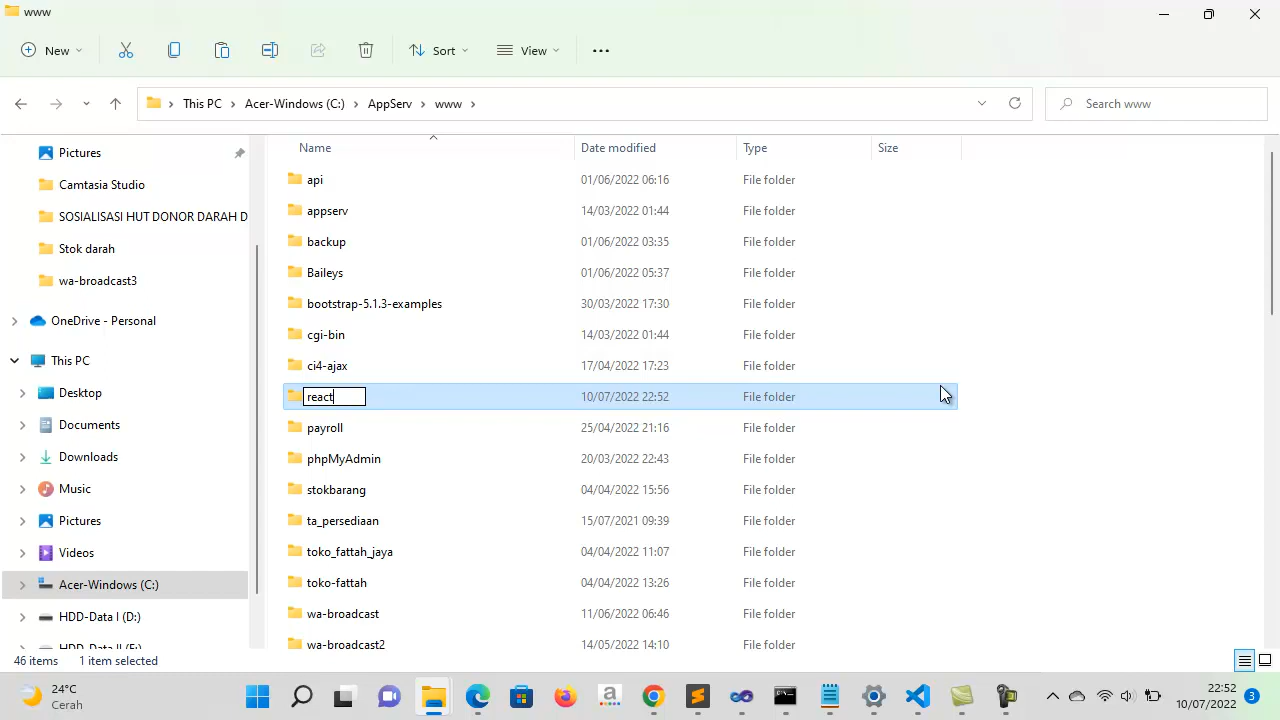 www
New
Sort
View
This PC
Acer-Windows (C:)
AppServ
www
Search www
Pictures
Camtasia Studio
SOSIALISASI HUT DONOR DARAH D
Stok darah
wa-broadcast3
OneDrive - Personal
This PC
Desktop
Documents
Downloads
Music
Pictures
Videos
Acer-Windows (C:)
HDD-Data I (D:)
Name Date modified Type Size
api 01/06/2022 06:16 File folder
appserv 14/03/2022 01:44 File folder
backup 01/06/2022 03:35 File folder
Baileys 01/06/2022 05:37 File folder
bootstrap-5.1.3-examples 30/03/2022 17:30 File folder
cgi-bin 14/03/2022 01:44 File folder
ci4-ajax 17/04/2022 17:23 File folder
react 10/07/2022 22:52 File folder
payroll 25/04/2022 21:16 File folder
phpMyAdmin 20/03/2022 22:43 File folder
stokbarang 04/04/2022 15:56 File folder
ta_persediaan 15/07/2021 09:39 File folder
toko_fattah_jaya 04/04/2022 11:07 File folder
toko-fattah 04/04/2022 13:26 File folder
wa-broadcast 11/06/2022 06:46 File folder
wa-broadcast2 14/05/2022 14:10 File folder
46 items 1 item selected
24°C
Cerah
22:52
10/07/2022
3